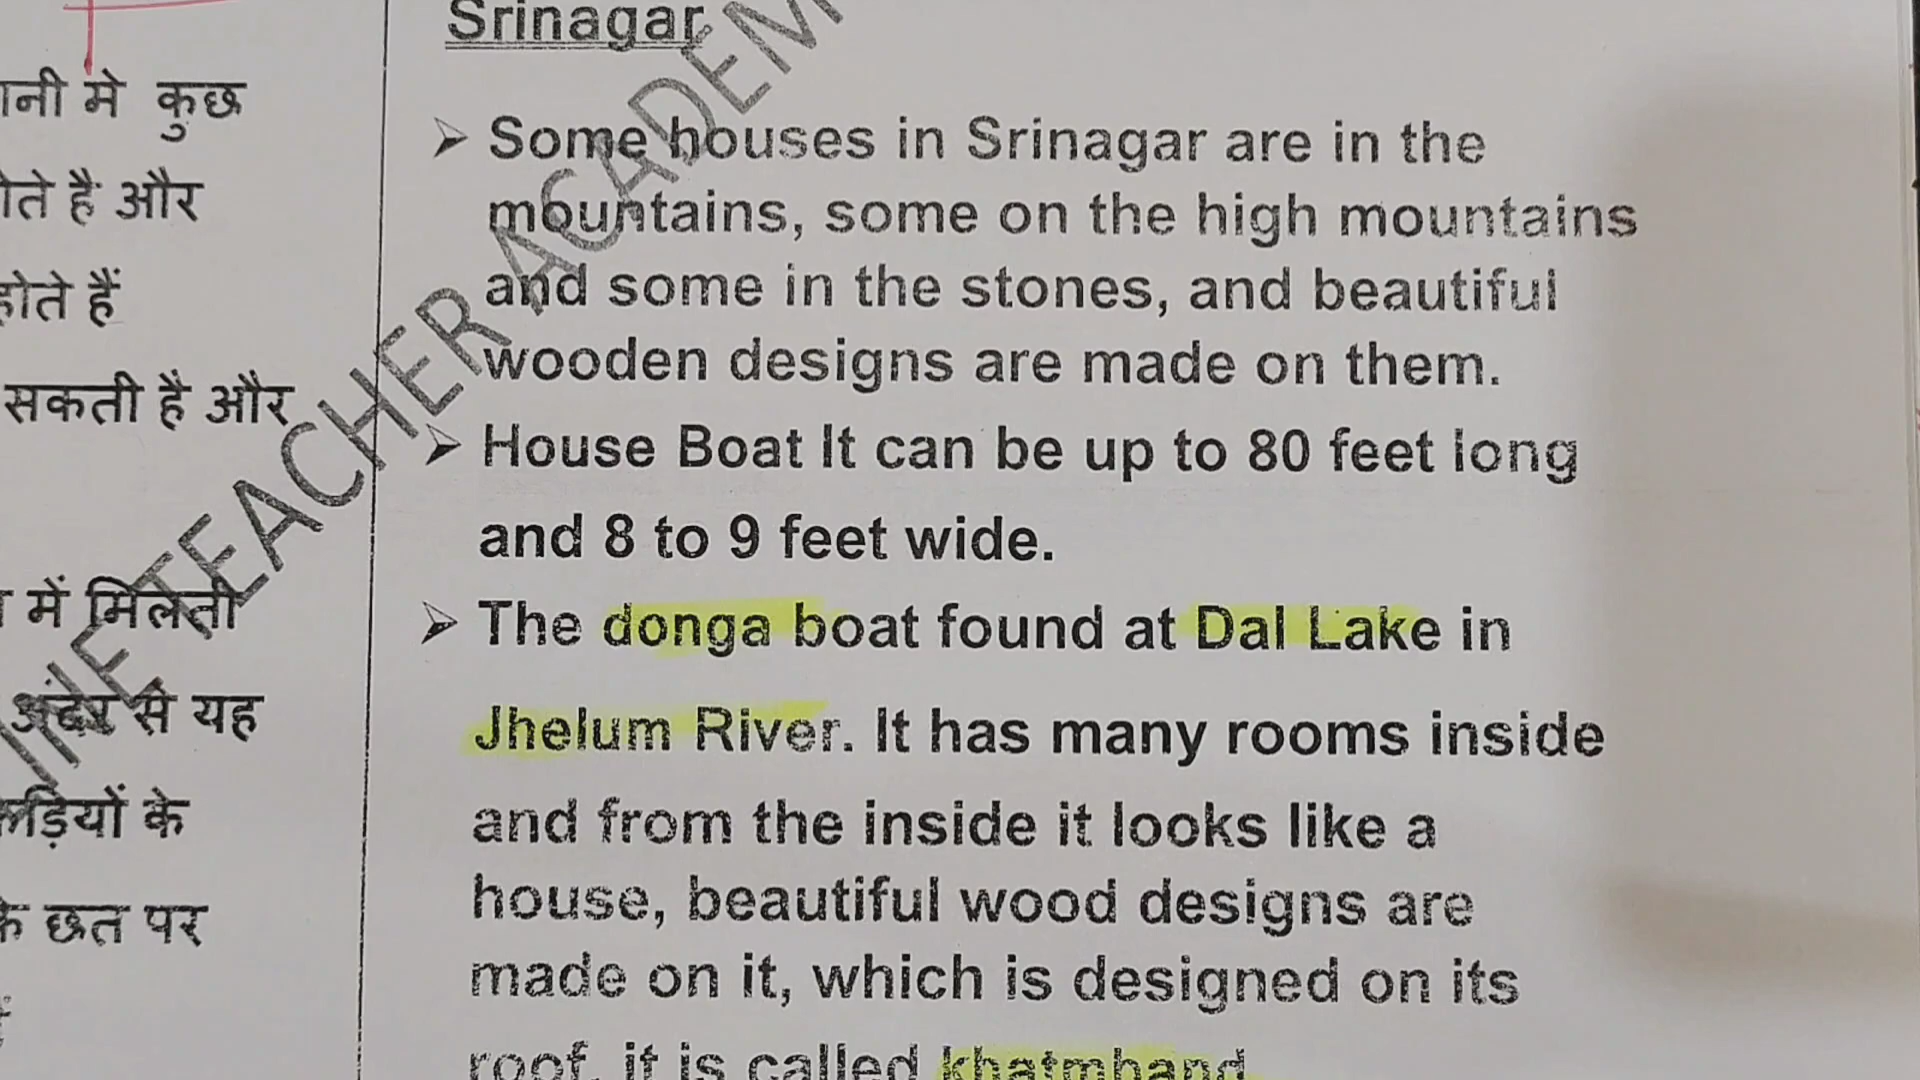 मे कुछ
है और
होते हैं
सकती है और
में मिलती
अंदर से यह
के
छत पर
Srinagar
➢ Some houses in Srinagar are in the
mountains, some on the high mountains
and some in the stones, and beautiful
wooden designs are made on them.
➢ House Boat It can be up to 80 feet long
and 8 to 9 feet wide.
➢ The donga boat found at Dal Lake in
Jhelum River. It has many rooms inside
and from the inside it looks like a
house, beautiful wood designs are
made on it, which is designed on its
roof, it is called khatmband
TEACHER ACADEM